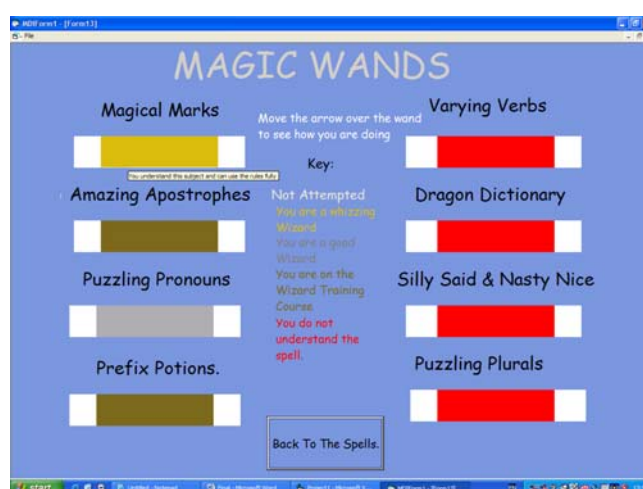 MDIForm1 - [Form13]
File
MAGIC WANDS
Magical Marks
Varying Verbs
Move the arrow over the wand
to see how you are doing
Key:
You understand this subject and can use the rules fully
Amazing Apostrophes
Dragon Dictionary
Not Attempted
You are a whizzing
Wizard
You are a good
Wizard
You are on the
Wizard Training
Course
You do not
understand the
spell.
Puzzling Pronouns
Silly Said & Nasty Nice
Prefix Potions.
Puzzling Plurals
Back To The Spells.
start